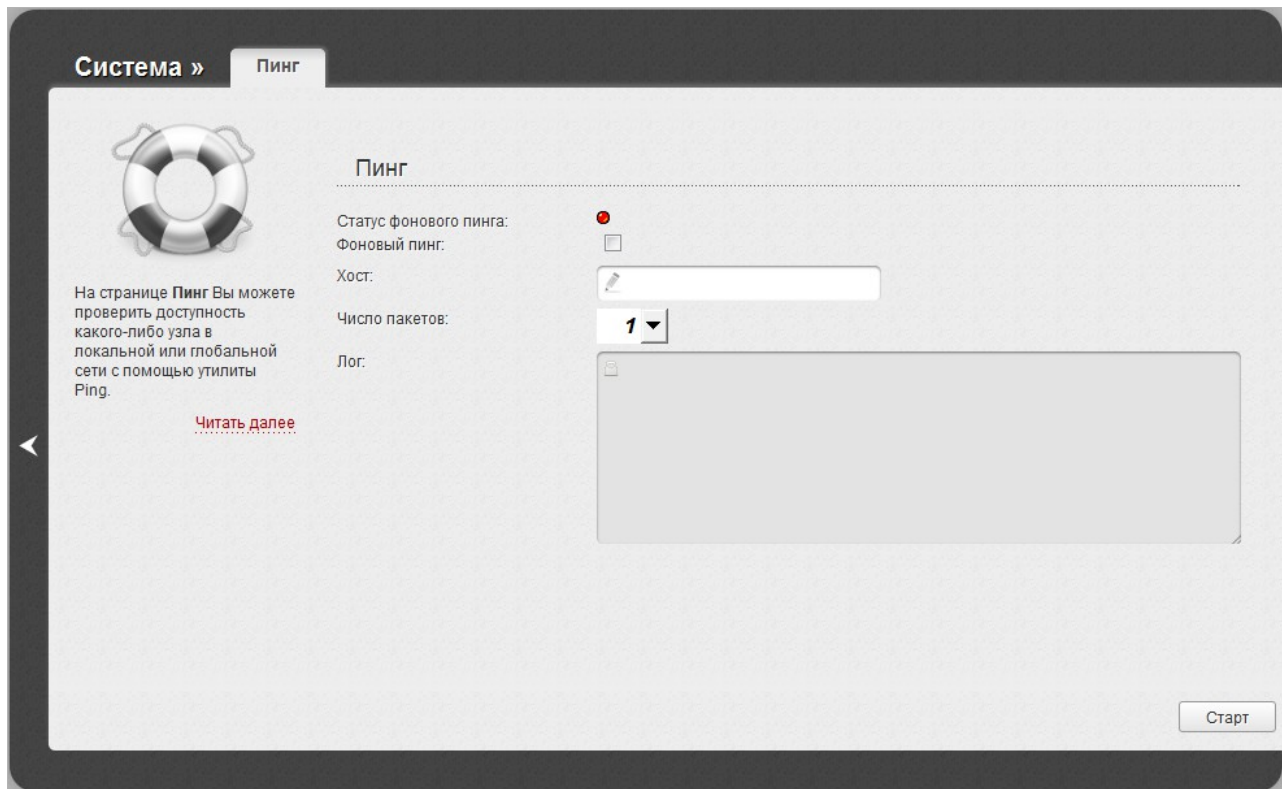 Система »
Пинг
На странице Пинг Вы можете
проверить доступность
какого-либо узла в
локальной или глобальной
сети с помощью утилиты
Ping.
Читать далее
Пинг
Статус фонового пинга:
Фоновый пинг:
Хост:
Число пакетов:
1
Лог:
Старт